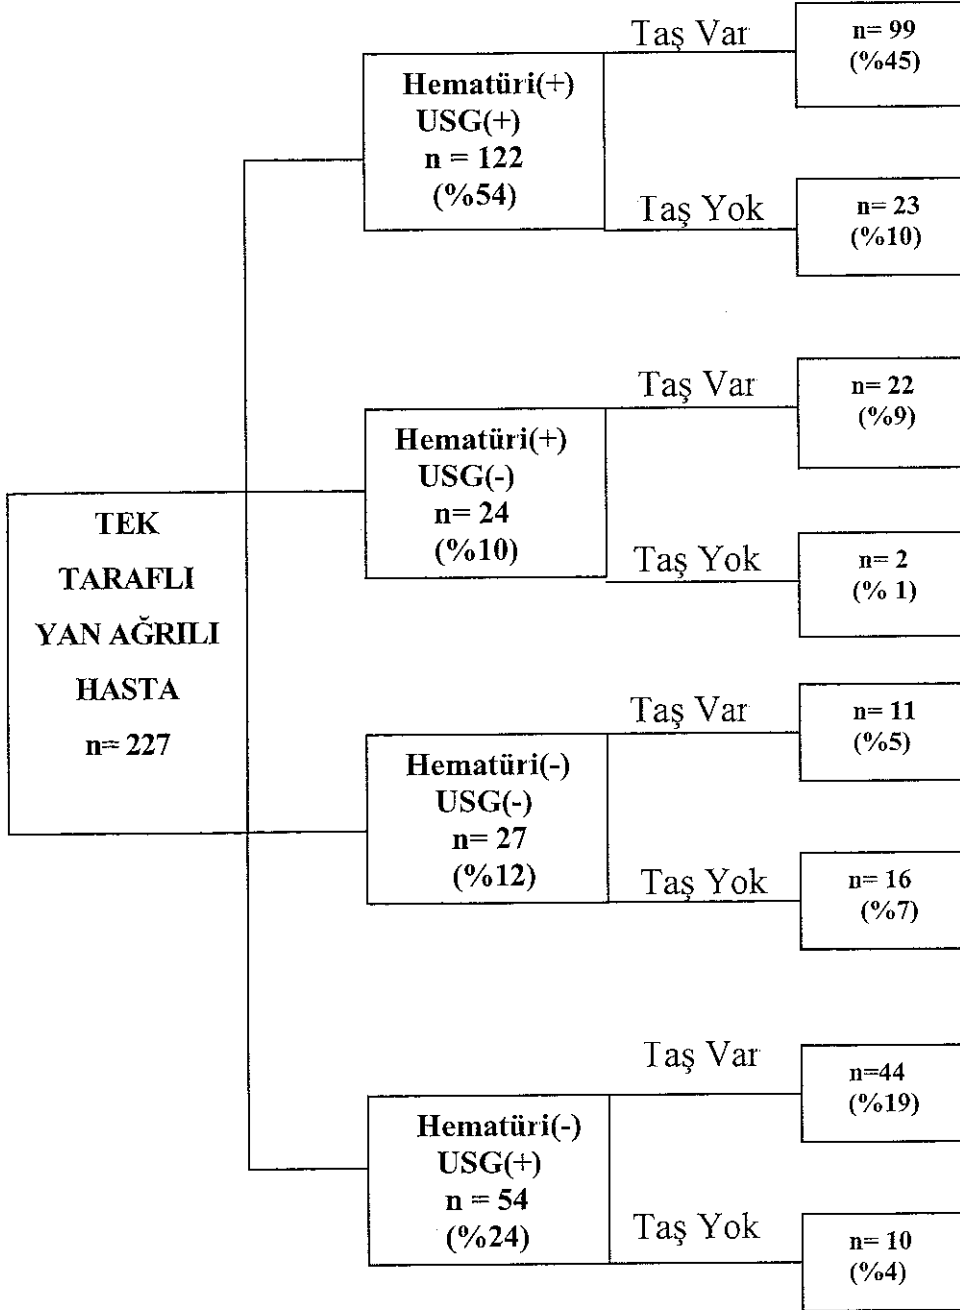 TEK
TARAFLI
YAN AĞRILI
HASTA
n= 227
Hematüri(+)
USG(+)
n = 122
(%54)
Taş Var
n= 99
(%45)
Taş Yok
n= 23
(%10)
Hematüri(+)
USG(-)
n= 24
(%10)
Taş Var
n= 22
(%9)
Taş Yok
n= 2
(% 1)
Hematüri(-)
USG(-)
n= 27
(%12)
Taş Var
n= 11
(%5)
Taş Yok
n= 16
(%7)
Hematüri(-)
USG(+)
n = 54
(%24)
Taş Var
n=44
(%19)
Taş Yok
n= 10
(%4)